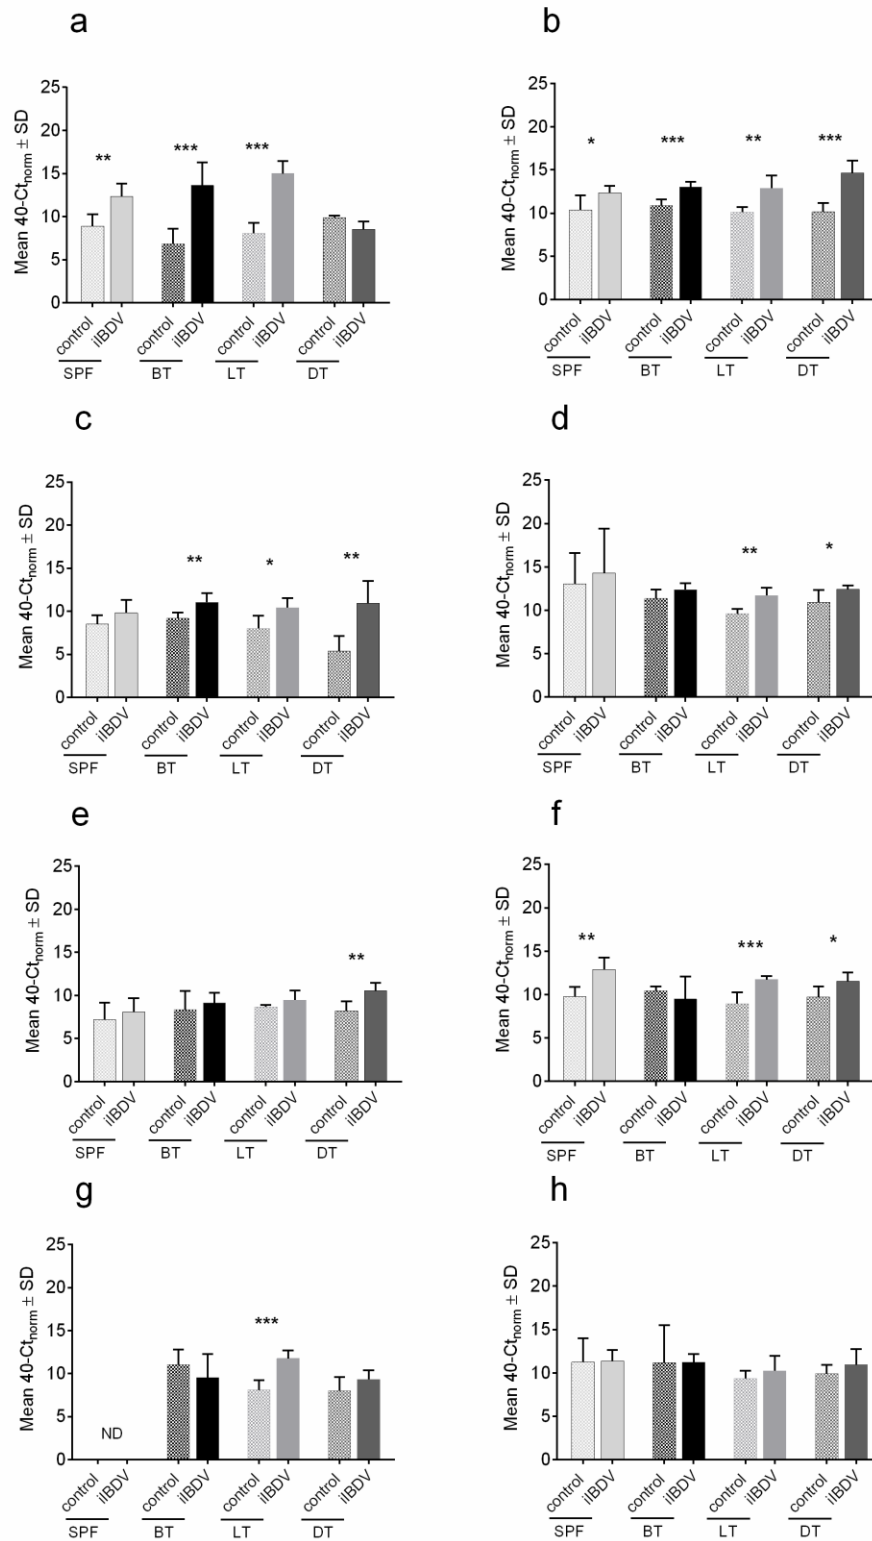 a
Mean 40-Ctnorm ± SD
25
20
15
10
5
0
** *** ***
control iIBDV control iIBDV control iIBDV control iIBDV
SPF BT LT DT
b
Mean 40-Ctnorm ± SD
25
20
15
10
5
0
* *** ** ***
control iIBDV control iIBDV control iIBDV control iIBDV
SPF BT LT DT
c
Mean 40-Ctnorm ± SD
25
20
15
10
5
0
** * **
control iIBDV control iIBDV control iIBDV control iIBDV
SPF BT LT DT
d
Mean 40-Ctnorm ± SD
25
20
15
10
5
0
** *
control iIBDV control iIBDV control iIBDV control iIBDV
SPF BT LT DT
e
Mean 40-Ctnorm ± SD
25
20
15
10
5
0
**
control iIBDV control iIBDV control iIBDV control iIBDV
SPF BT LT DT
f
Mean 40-Ctnorm ± SD
25
20
15
10
5
0
** *** *
control iIBDV control iIBDV control iIBDV control iIBDV
SPF BT LT DT
g
Mean 40-Ctnorm ± SD
25
20
15
10
5
0
***
ND
control iIBDV control iIBDV control iIBDV control iIBDV
SPF BT LT DT
h
Mean 40-Ctnorm ± SD
25
20
15
10
5
0
control iIBDV control iIBDV control iIBDV control iIBDV
SPF BT LT DT